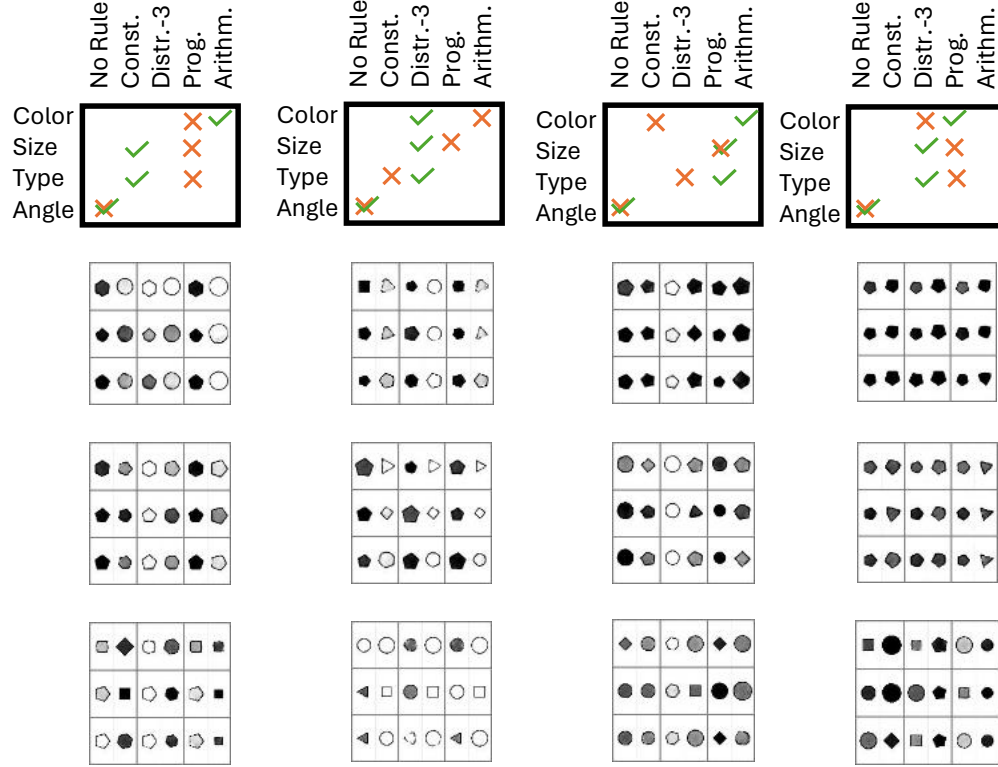 No Rule Const. Distr.-3 Prog. Arithm. No Rule Const. Distr.-3 Prog. Arithm. No Rule Const. Distr.-3 Prog. Arithm. No Rule Const. Distr.-3 Prog. Arithm.
Color Color Color Color
Size Size Size Size
Type Type Type Type
Angle Angle Angle Angle